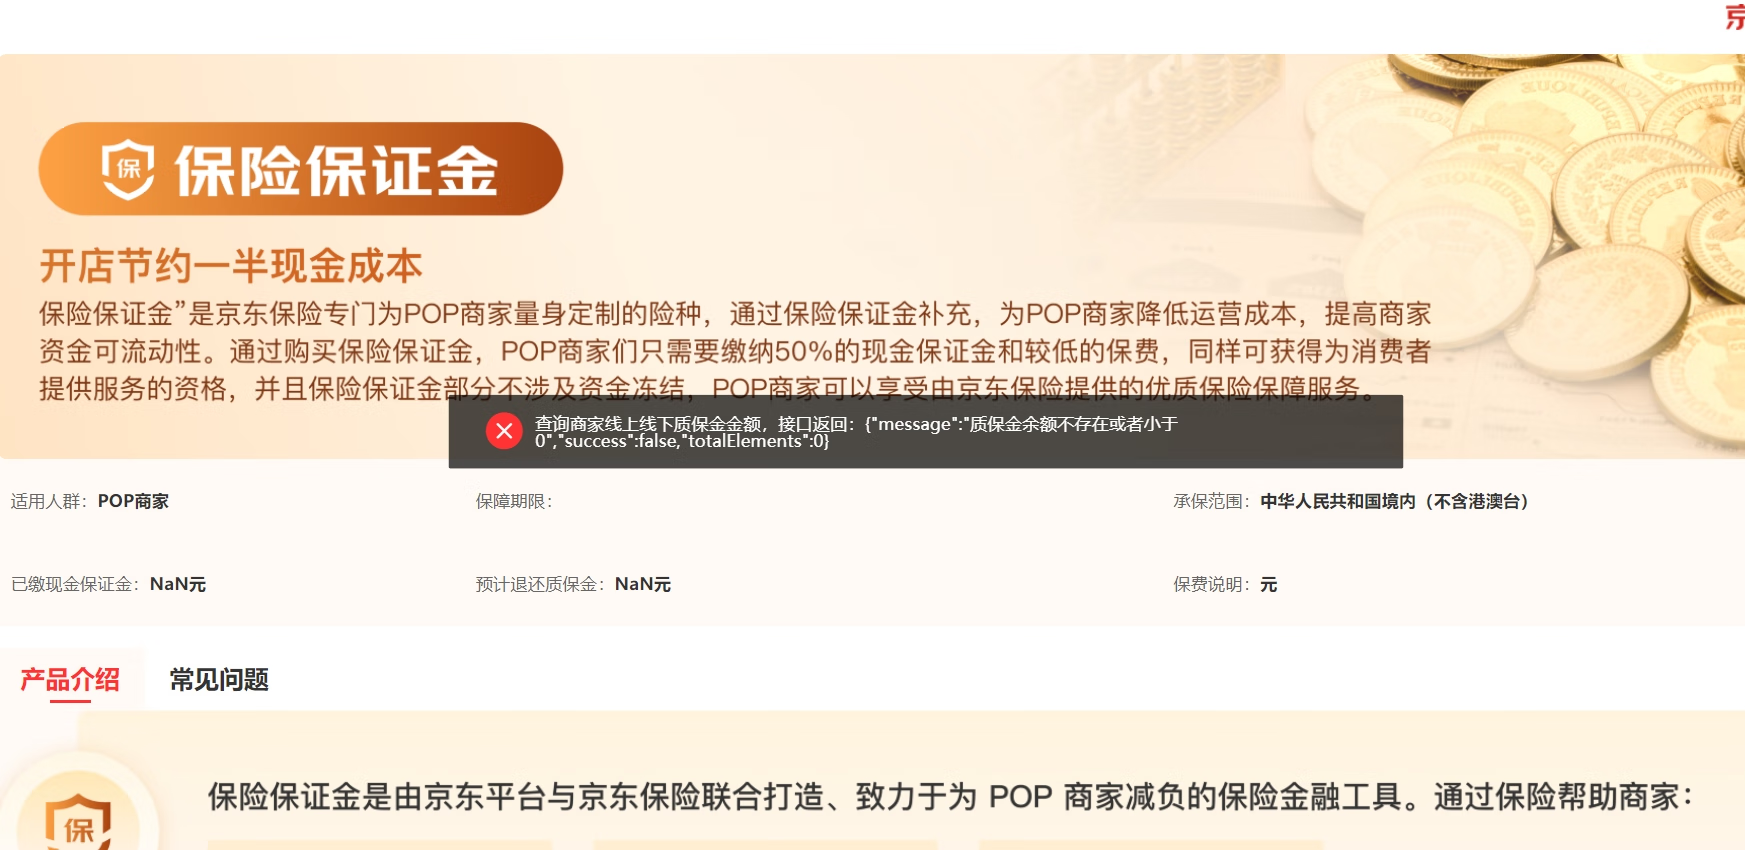 京
保 保险保证金
开店节约一半现金成本
保险保证金”是京东保险专门为POP商家量身定制的险种，通过保险保证金补充，为POP商家降低运营成本，提高商家
资金可流动性。通过购买保险保证金，POP商家们只需要缴纳50%的现金保证金和较低的保费，同样可获得为消费者
提供服务的资格，并且保险保证金部分不涉及资金冻结，POP商家可以享受由京东保险提供的优质保险保障服务。
查询商家线上线下质保金金额，接口返回：{"message":"质保金余额不存在或者小于
0","success":false,"totalElements":0}
适用人群：POP商家 保障期限： 承保范围：中华人民共和国境内（不含港澳台）
已缴现金保证金：NaN元 预计退还质保金：NaN元 保费说明：元
产品介绍 常见问题
保险保证金是由京东平台与京东保险联合打造、致力于为 POP 商家减负的保险金融工具。通过保险帮助商家：
保